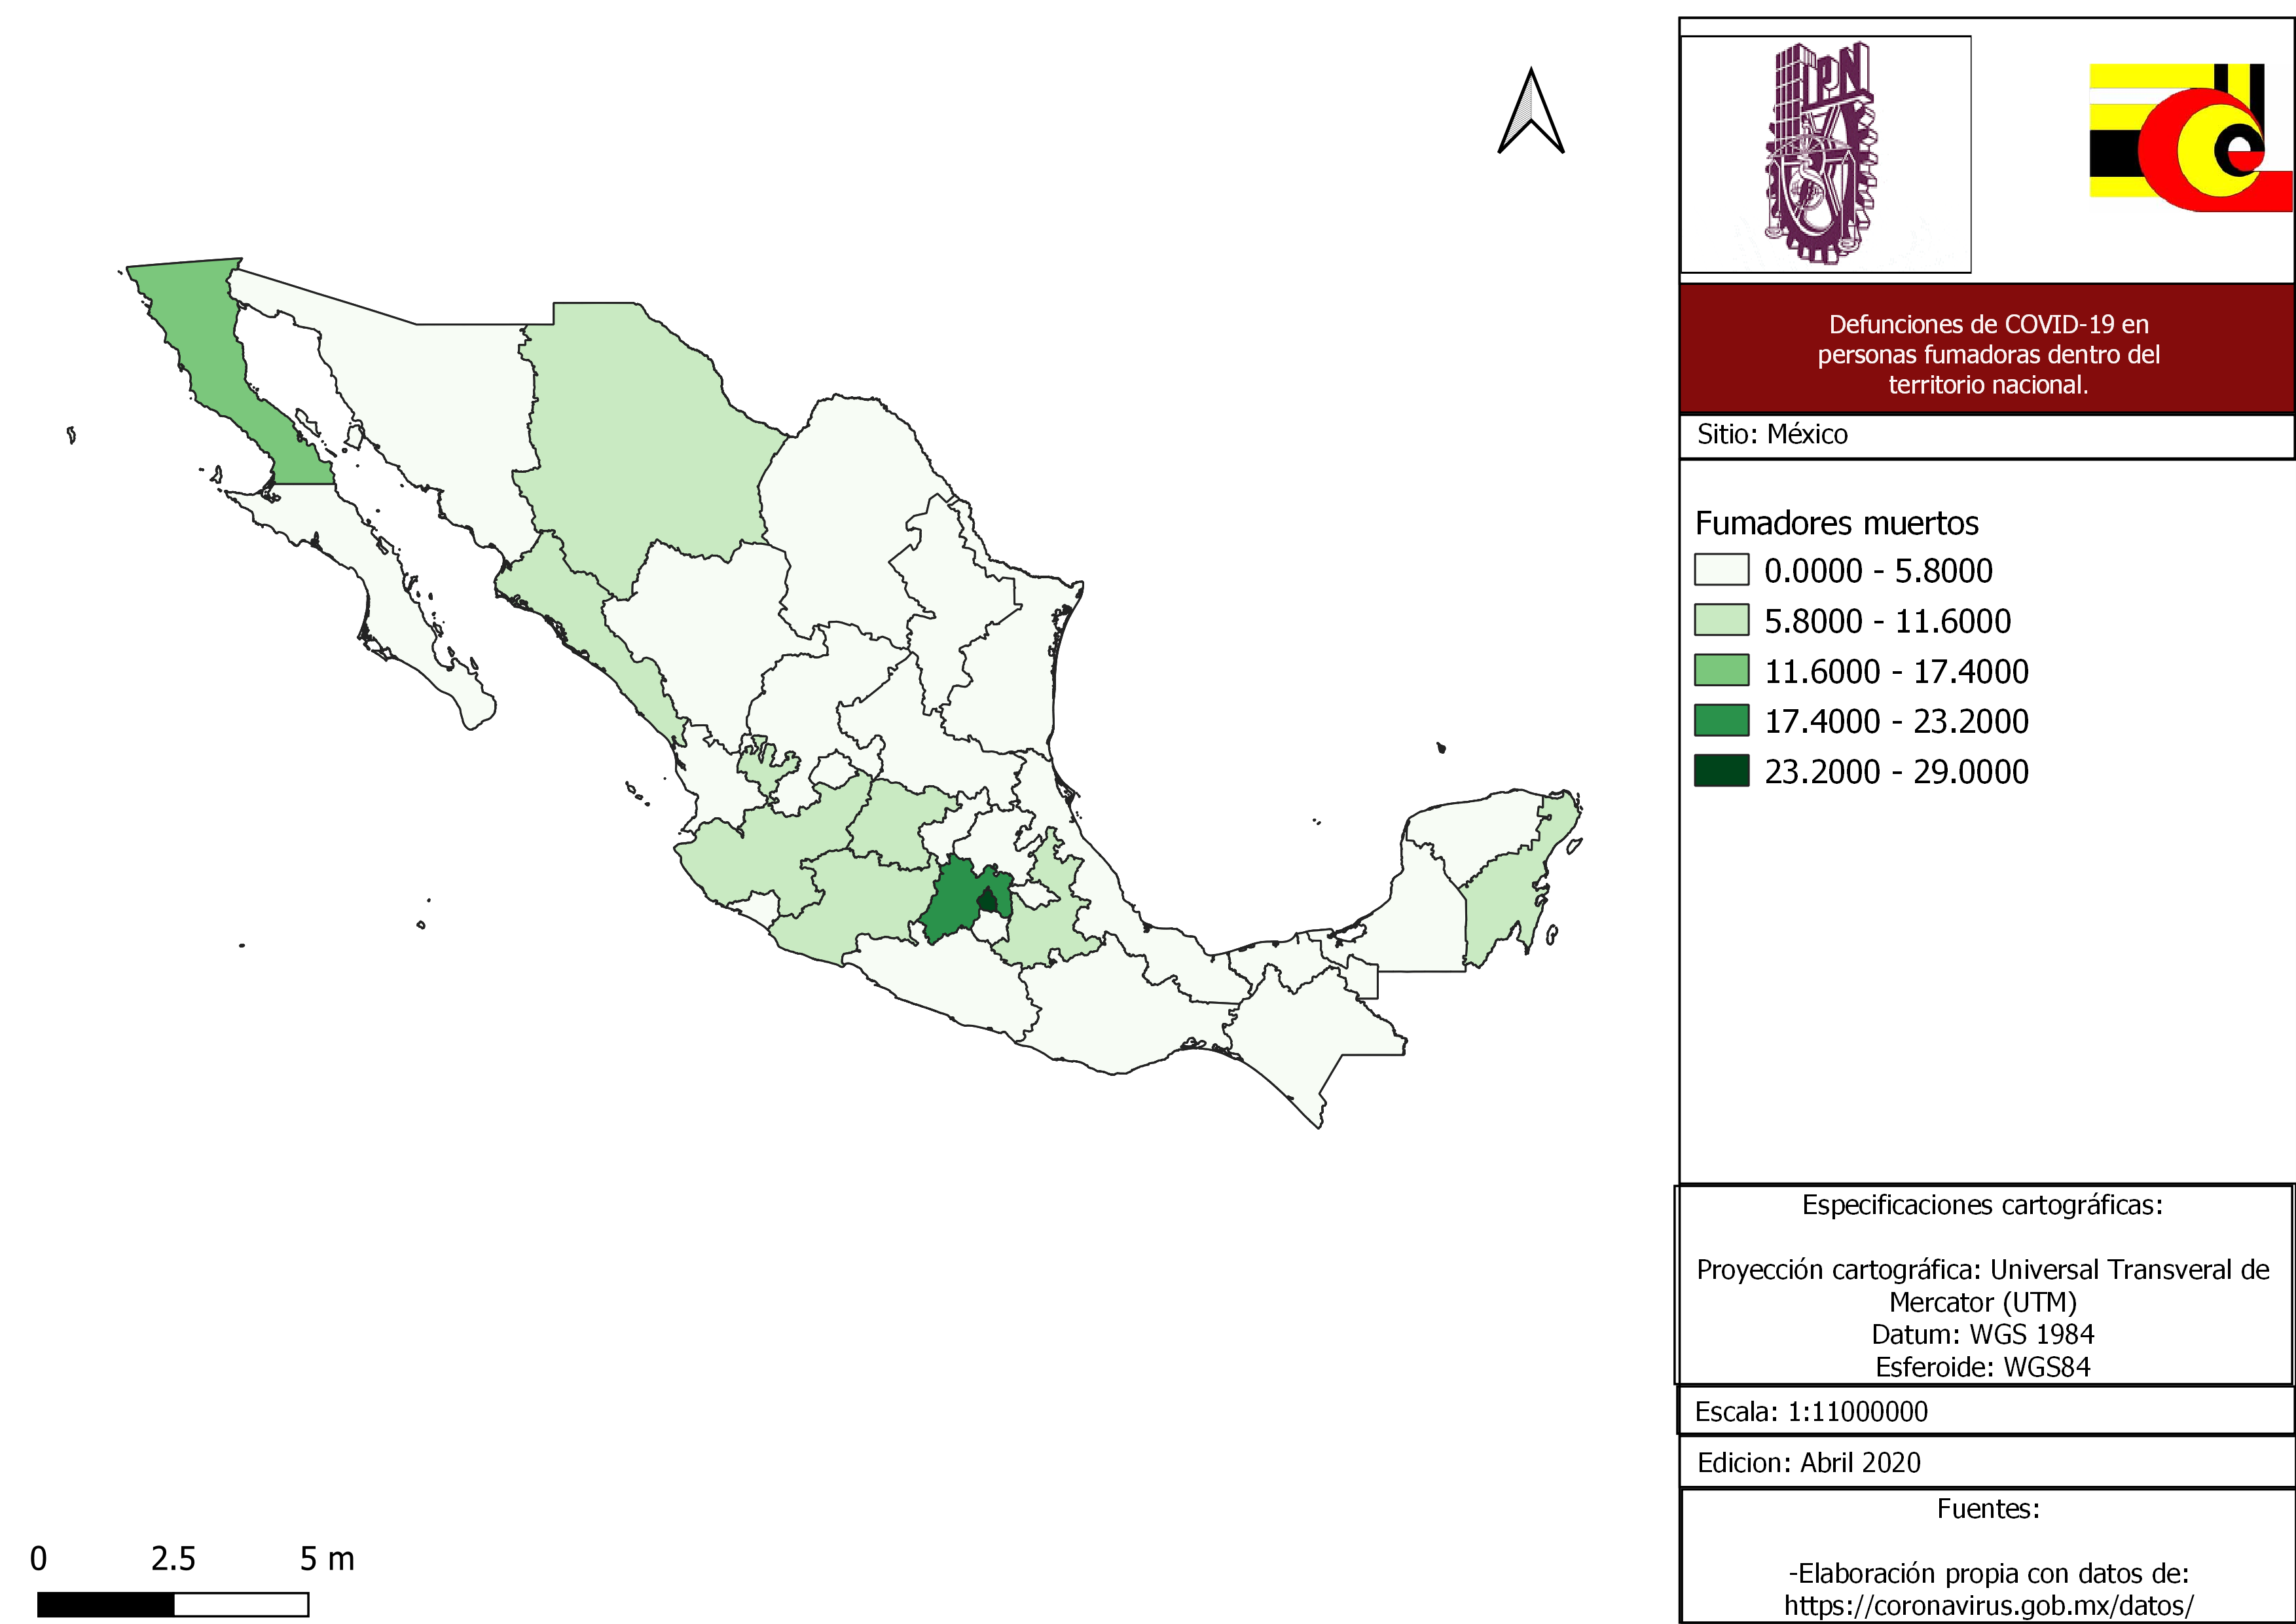 IPN
Defunciones de COVID-19 en
personas fumadoras dentro del
territorio nacional.
Sitio: México
Fumadores muertos
0.0000 - 5.8000
5.8000 - 11.6000
11.6000 - 17.4000
17.4000 - 23.2000
23.2000 - 29.0000
Especificaciones cartográficas:
Proyección cartográfica: Universal Transveral de
Mercator (UTM)
Datum: WGS 1984
Esferoide: WGS84
Escala: 1:11000000
Edicion: Abril 2020
Fuentes:
-Elaboración propia con datos de:
https://coronavirus.gob.mx/datos/
0 2.5 5 m